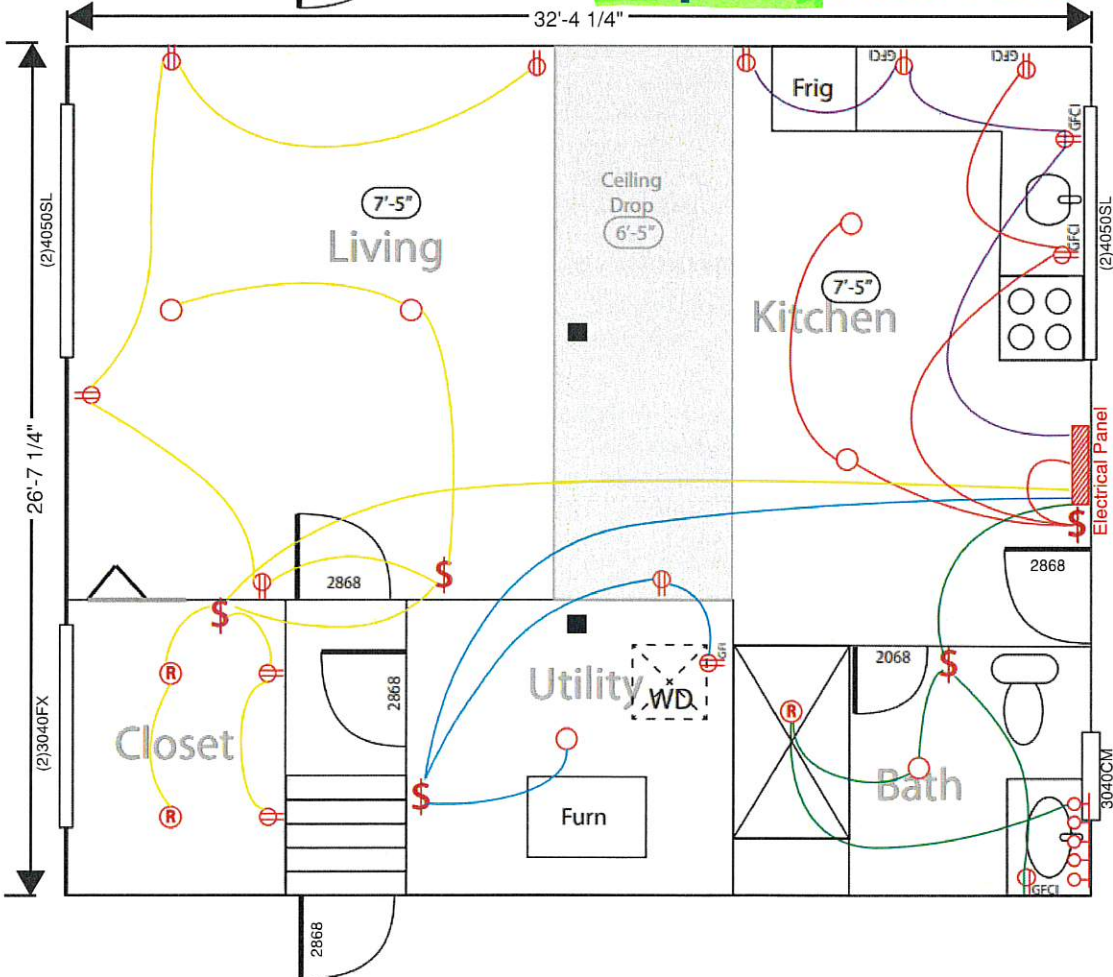 32'-4 1/4"
26'-7 1/4"
Frig
GFCI
GFCI
GFCI
(2)4050SL
7'-5"
Living
Ceiling
Drop
6'-5"
GFCI
(2)4050SL
7'-5"
Kitchen
Electrical Panel
$
$
2868
2868
$
R
2868
Utility
WD
GFI
2068
$
Closet
(2)3040FX
R
R
Bath
3040CM
$
Furn
GFCI
2868